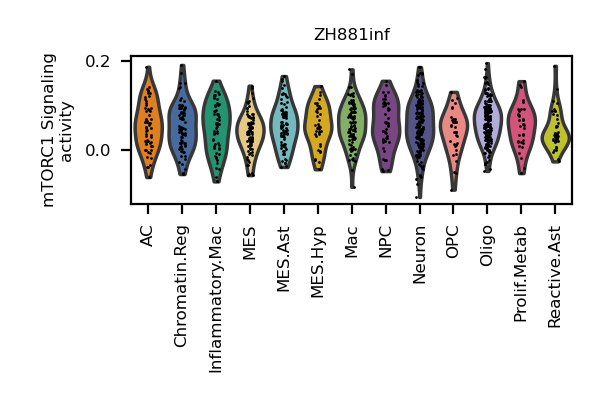 ZH881inf
mTORC1 Signaling
activity
0.2
0.0
AC
Chromatin.Reg
Inflammatory.Mac
MES
MES.Ast
MES.Hyp
Mac
NPC
Neuron
OPC
Oligo
Prolif.Metab
Reactive.Ast